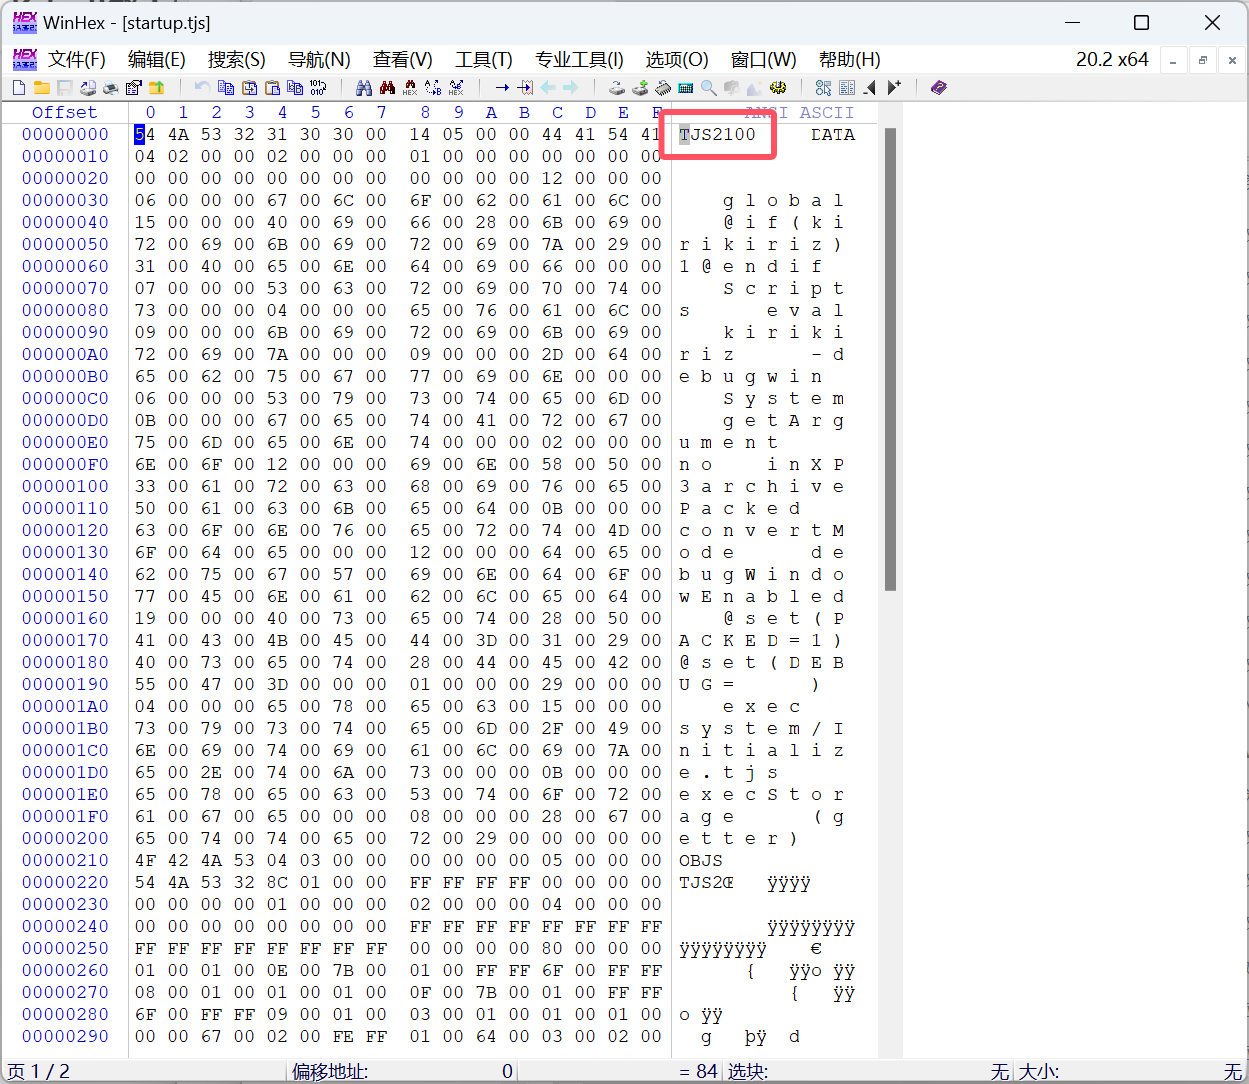 WinHex - [startup.tjs]
文件(F) 编辑(E) 搜索(S) 导航(N) 查看(V) 工具(T) 专业工具(I) 选项(O) 窗口(W) 帮助(H) 20.2 x64
Offset 0 1 2 3 4 5 6 7 8 9 A B C D E F ANSI ASCII
00000000 54 4A 53 32 31 30 30 00 14 05 00 00 44 41 54 41 TJS2100 DATA
00000010 04 02 00 00 02 00 00 00 01 00 00 00 00 00 00 00
00000020 00 00 00 00 00 00 00 00 00 00 00 00 12 00 00 00
00000030 06 00 00 00 67 00 6C 00 6F 00 62 00 61 00 6C 00 g l o b a l
00000040 15 00 00 00 40 00 69 00 66 00 28 00 6B 00 69 00 @ i f ( k i
00000050 72 00 69 00 6B 00 69 00 72 00 69 00 7A 00 29 00 r i k i r i z )
00000060 31 00 40 00 65 00 6E 00 64 00 69 00 66 00 00 00 1 @ e n d i f
00000070 07 00 00 00 53 00 63 00 72 00 69 00 70 00 74 00 S c r i p t
00000080 73 00 00 00 04 00 00 00 65 00 76 00 61 00 6C 00 s e v a l
00000090 09 00 00 00 6B 00 69 00 72 00 69 00 6B 00 69 00 k i r i k i
000000A0 72 00 69 00 7A 00 00 00 09 00 00 00 2D 00 64 00 r i z - d
000000B0 65 00 62 00 75 00 67 00 77 00 69 00 6E 00 00 00 e b u g w i n
000000C0 06 00 00 00 53 00 79 00 73 00 74 00 65 00 6D 00 S y s t e m
000000D0 0B 00 00 00 67 00 65 00 74 00 41 00 72 00 67 00 g e t A r g
000000E0 75 00 6D 00 65 00 6E 00 74 00 00 00 02 00 00 00 u m e n t
000000F0 6E 00 6F 00 12 00 00 00 69 00 6E 00 58 00 50 00 n o i n X P
00000100 33 00 61 00 72 00 63 00 68 00 69 00 76 00 65 00 3 a r c h i v e
00000110 50 00 61 00 63 00 6B 00 65 00 64 00 0B 00 00 00 P a c k e d
00000120 63 00 6F 00 6E 00 76 00 65 00 72 00 74 00 4D 00 c o n v e r t M
00000130 6F 00 64 00 65 00 00 00 12 00 00 00 64 00 65 00 o d e d e
00000140 62 00 75 00 67 00 57 00 69 00 6E 00 64 00 6F 00 b u g W i n d o
00000150 77 00 45 00 6E 00 61 00 62 00 6C 00 65 00 64 00 w E n a b l e d
00000160 19 00 00 00 40 00 73 00 65 00 74 00 28 00 50 00 @ s e t ( P
00000170 41 00 43 00 4B 00 45 00 44 00 3D 00 31 00 29 00 A C K E D = 1 )
00000180 40 00 73 00 65 00 74 00 28 00 44 00 45 00 42 00 @ s e t ( D E B
00000190 55 00 47 00 3D 00 00 00 01 00 00 00 29 00 00 00 U G = )
000001A0 04 00 00 00 65 00 78 00 65 00 63 00 15 00 00 00 e x e c
000001B0 73 00 79 00 73 00 74 00 65 00 6D 00 2F 00 49 00 s y s t e m / I
000001C0 6E 00 69 00 74 00 69 00 61 00 6C 00 69 00 7A 00 n i t i a l i z
000001D0 65 00 2E 00 74 00 6A 00 73 00 00 00 0B 00 00 00 e . t j s
000001E0 65 00 78 00 65 00 63 00 53 00 74 00 6F 00 72 00 e x e c S t o r
000001F0 61 00 67 00 65 00 00 00 08 00 00 00 28 00 67 00 a g e ( g
00000200 65 00 74 00 74 00 65 00 72 00 29 00 00 00 00 00 e t t e r )
00000210 4F 42 4A 53 04 03 00 00 00 00 00 00 05 00 00 00 OBJS
00000220 54 4A 53 32 8C 01 00 00 FF FF FF FF 00 00 00 00 TJS2Œ ÿÿÿÿ
00000230 00 00 00 00 01 00 00 00 02 00 00 00 04 00 00 00
00000240 00 00 00 00 00 00 00 00 FF FF FF FF FF FF FF FF ÿÿÿÿÿÿÿÿ
00000250 FF FF FF FF FF FF FF FF 00 00 00 00 80 00 00 00 ÿÿÿÿÿÿÿÿ €
00000260 01 00 01 00 0E 00 7B 00 01 00 FF FF 6F 00 FF FF { ÿÿo ÿÿ
00000270 08 00 01 00 01 00 01 00 0F 00 7B 00 01 00 FF FF { ÿÿ
00000280 6F 00 FF FF 09 00 01 00 03 00 01 00 01 00 01 00 o ÿÿ
00000290 00 00 67 00 02 00 FE FF 01 00 64 00 03 00 02 00 g þÿ d
页 1 / 2 偏移地址: 0 = 84 选块: 无 大小: 无